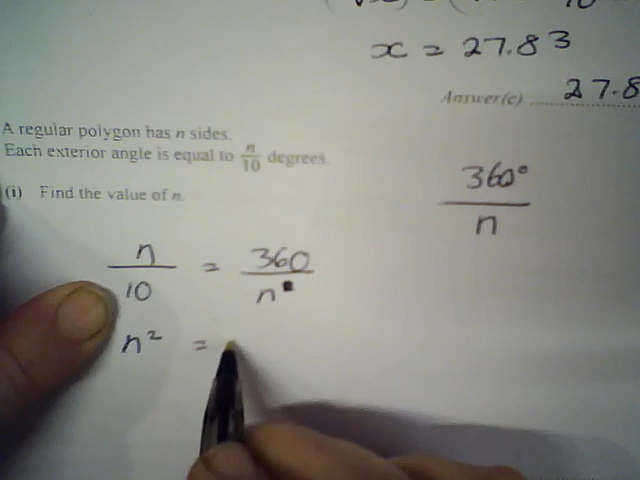 x = 27.83
Answer(c) ........ 27.8
A regular polygon has n sides.
Each exterior angle is equal to n/10 degrees.
(i) Find the value of n.
360°/n
n/10 = 360/n
n² =